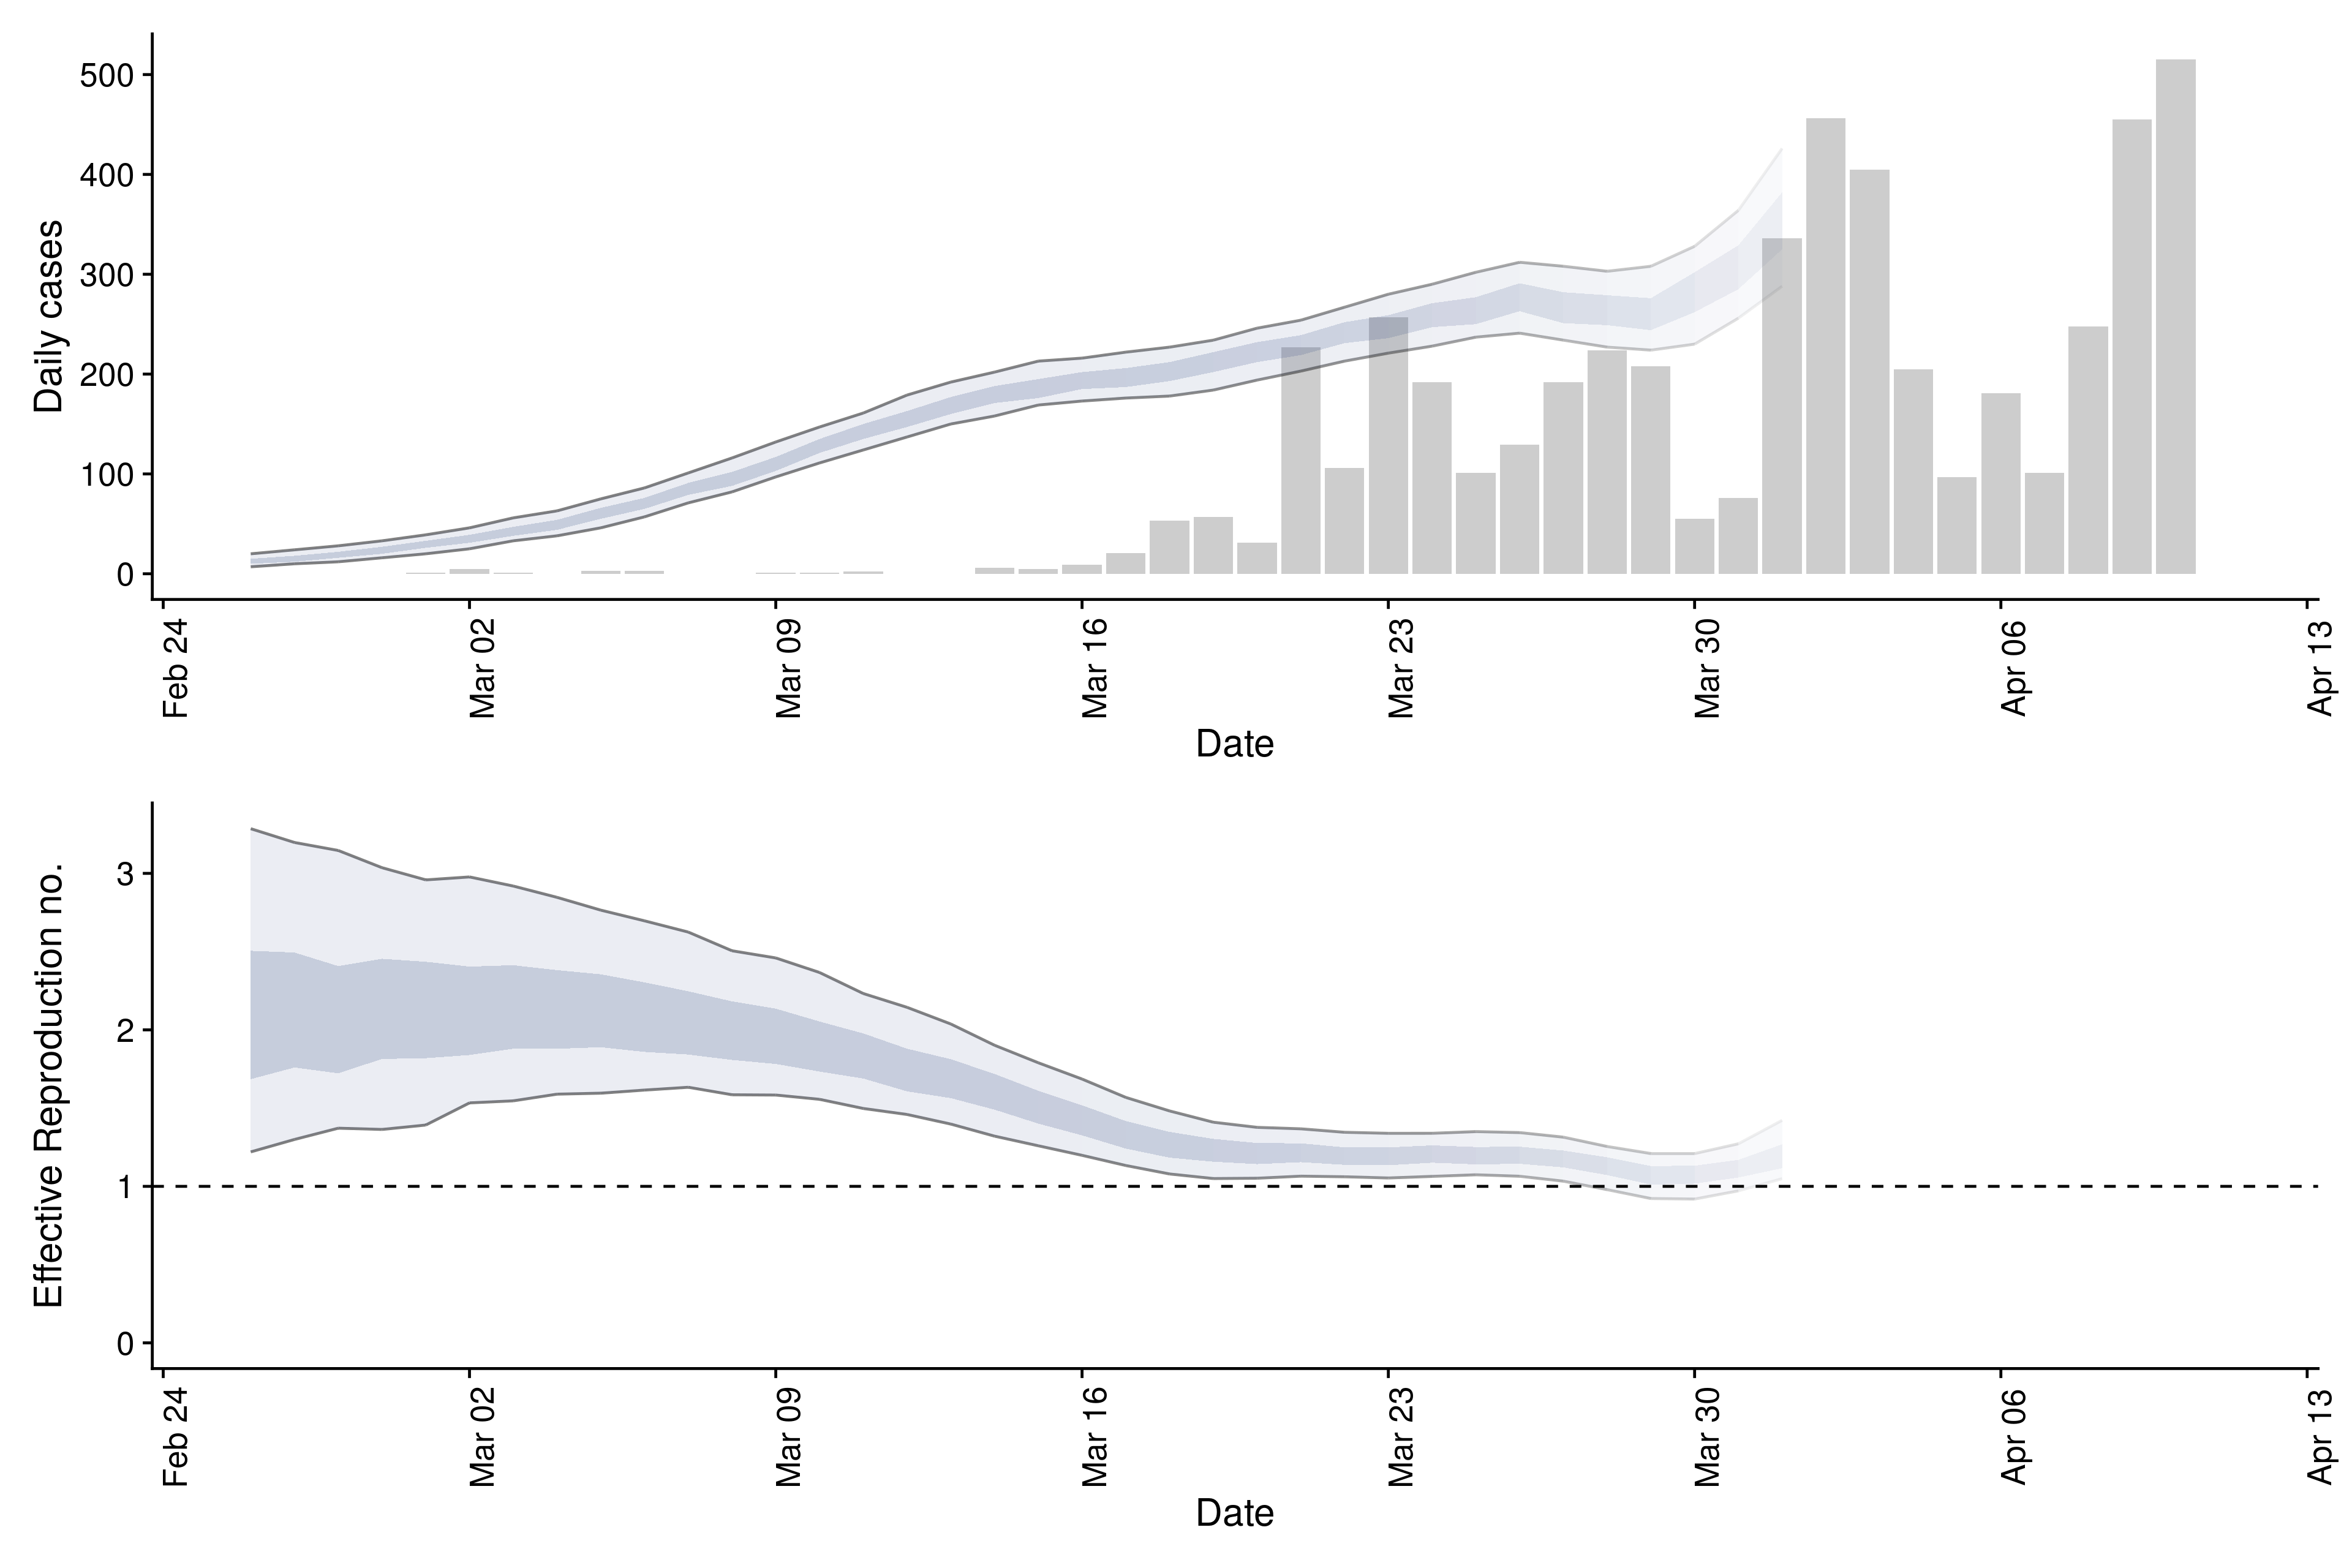 Daily cases
500
400
300
200
100
0
Feb 24
Mar 02
Mar 09
Mar 16
Mar 23
Mar 30
Apr 06
Apr 13
Date
Effective Reproduction no.
3
2
1
0
Feb 24
Mar 02
Mar 09
Mar 16
Mar 23
Mar 30
Apr 06
Apr 13
Date